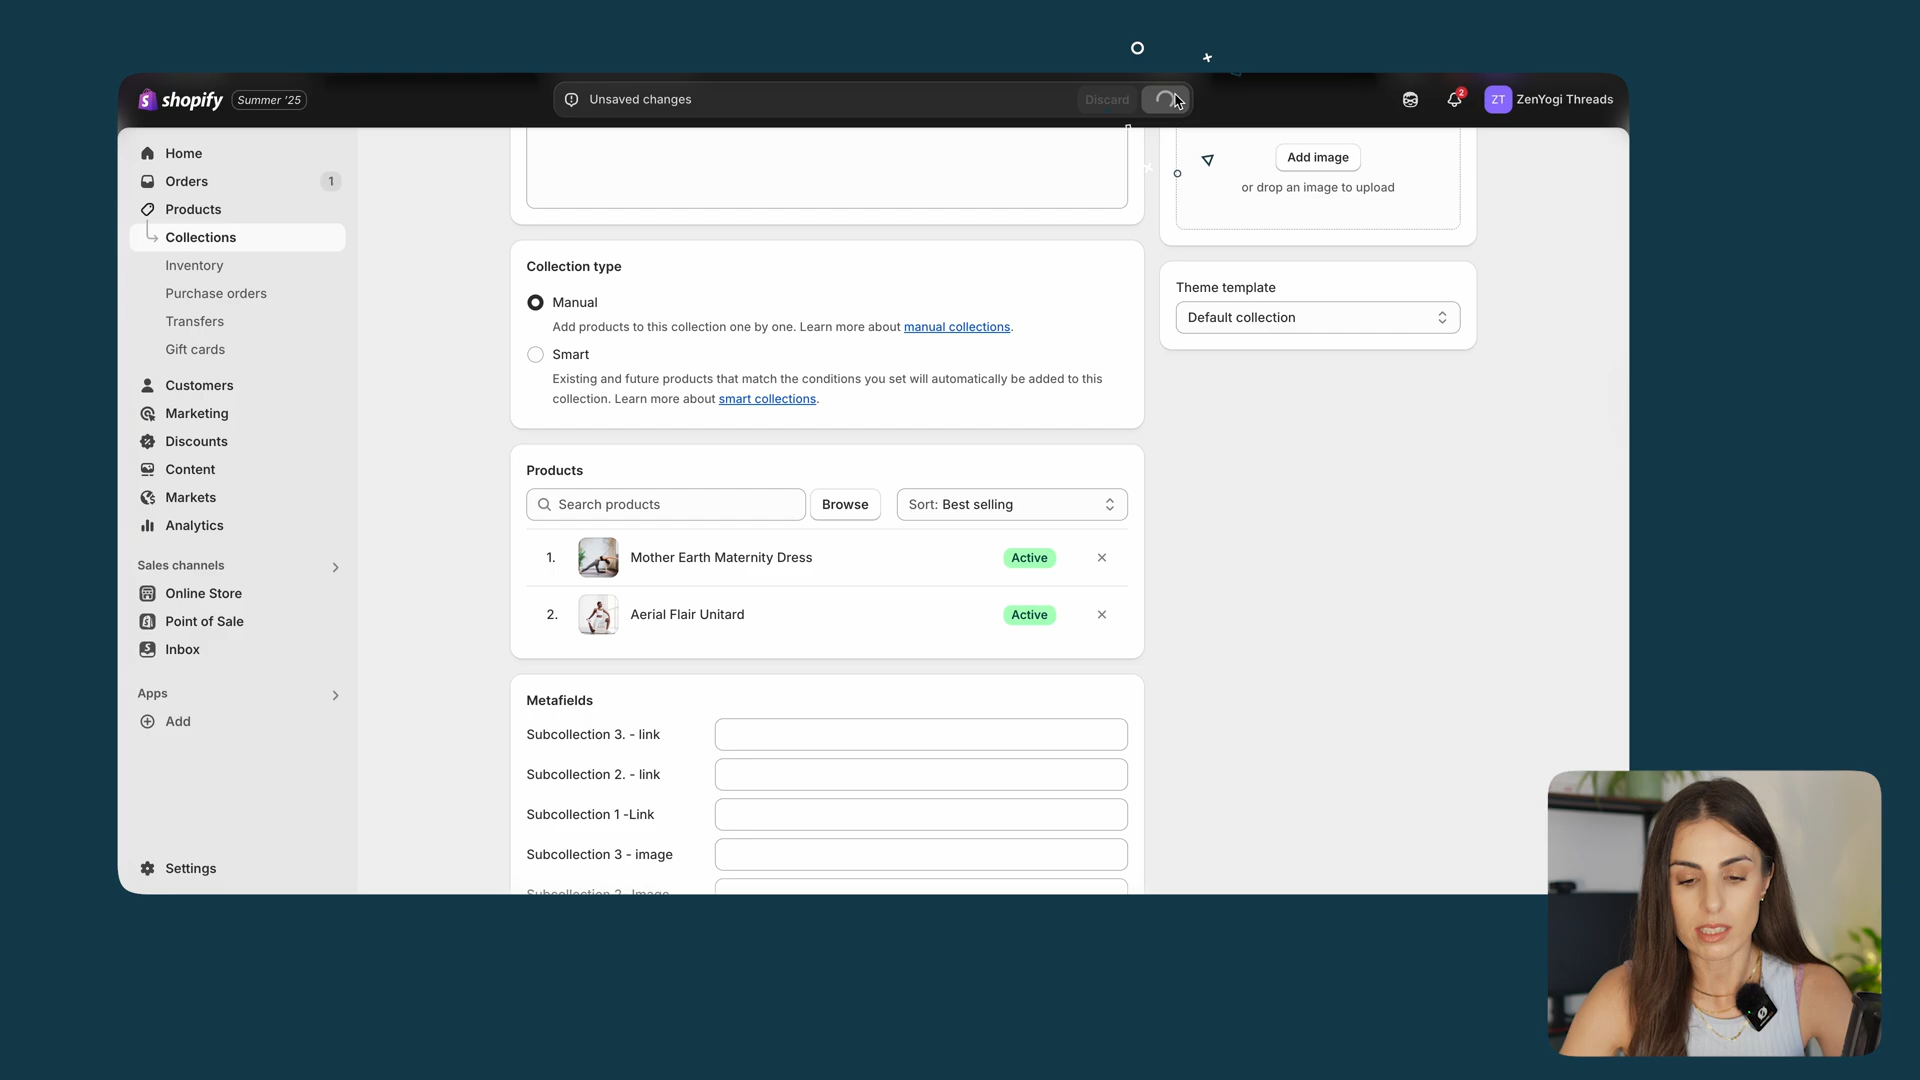 shopify
Summer '25
Unsaved changes
Discard
2
ZT
ZenYogi Threads
Home
Orders
1
Products
Collections
Inventory
Purchase orders
Transfers
Gift cards
Customers
Marketing
Discounts
Content
Markets
Analytics
Sales channels
Online Store
Point of Sale
Inbox
Apps
Add
Settings
Collection type
Manual
Add products to this collection one by one. Learn more about manual collections.
Smart
Existing and future products that match the conditions you set will automatically be added to this
collection. Learn more about smart collections.
Products
Search products
Browse
Sort: Best selling
1.
Mother Earth Maternity Dress
Active
2.
Aerial Flair Unitard
Active
Metafields
Subcollection 3. - link
Subcollection 2. - link
Subcollection 1 -Link
Subcollection 3 - image
Subcollection 2. Image
Add image
or drop an image to upload
Theme template
Default collection